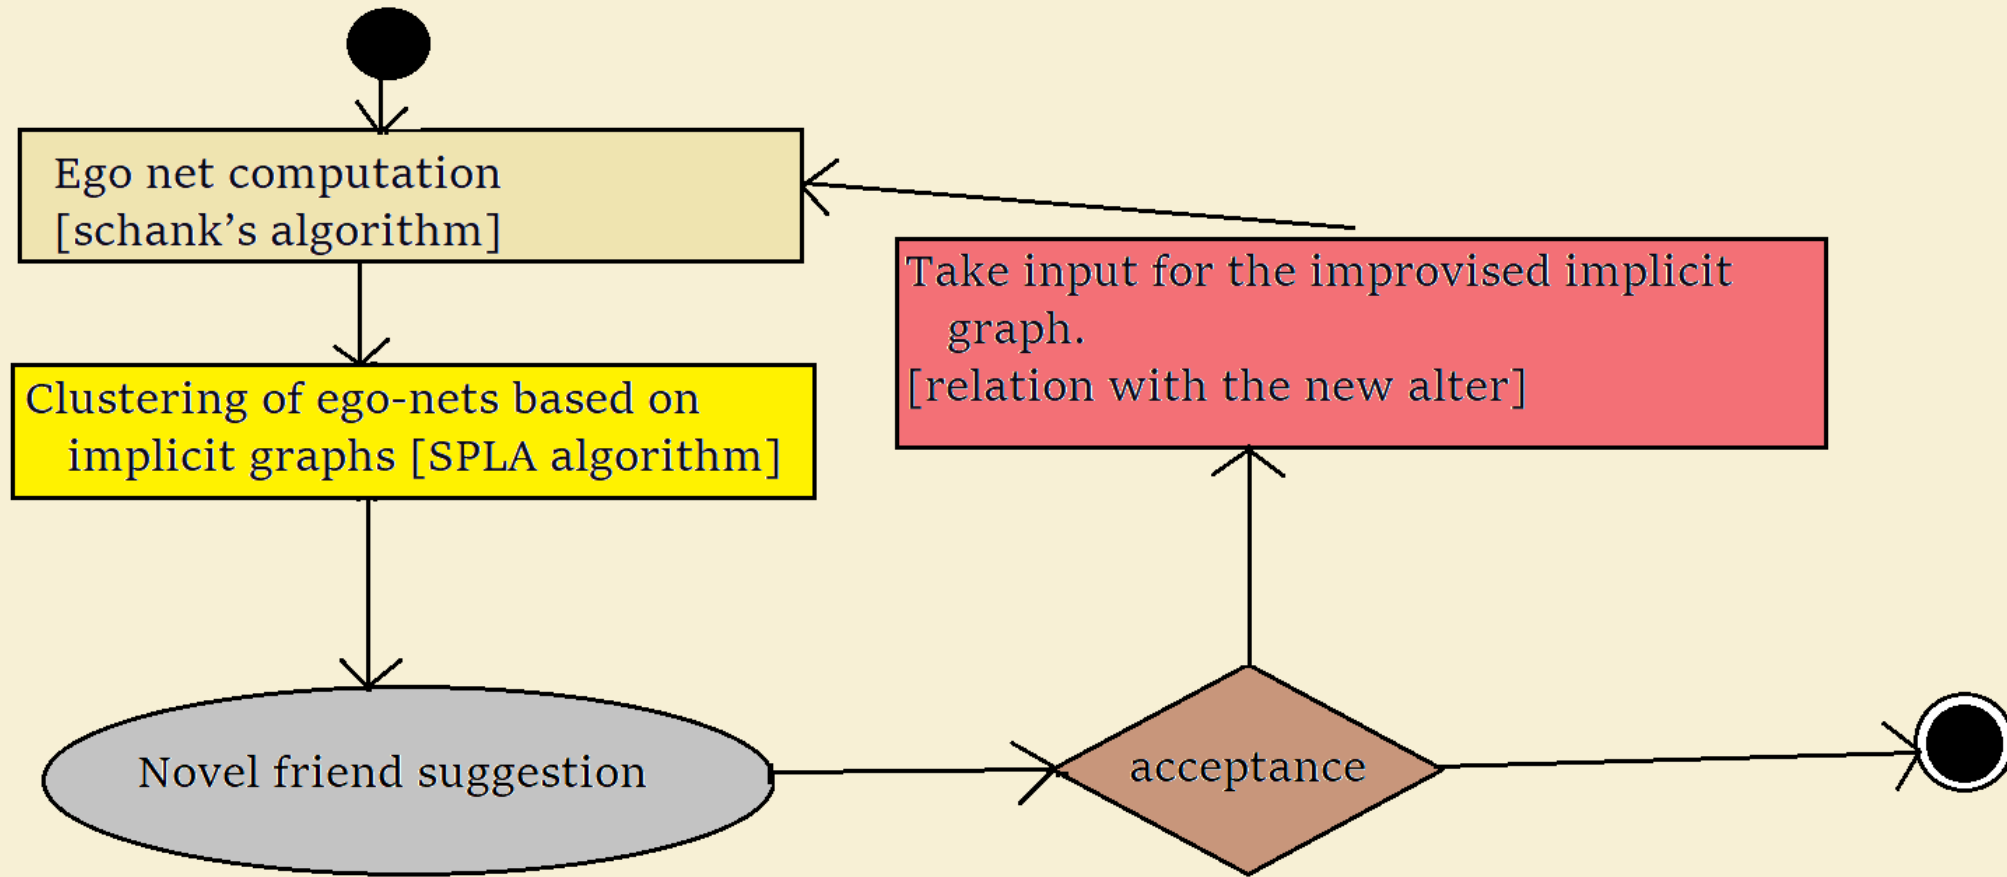 Ego net computation
[schank’s algorithm]
Clustering of ego-nets based on
implicit graphs [SPLA algorithm]
Novel friend suggestion
acceptance
Take input for the improvised implicit
graph.
[relation with the new alter]